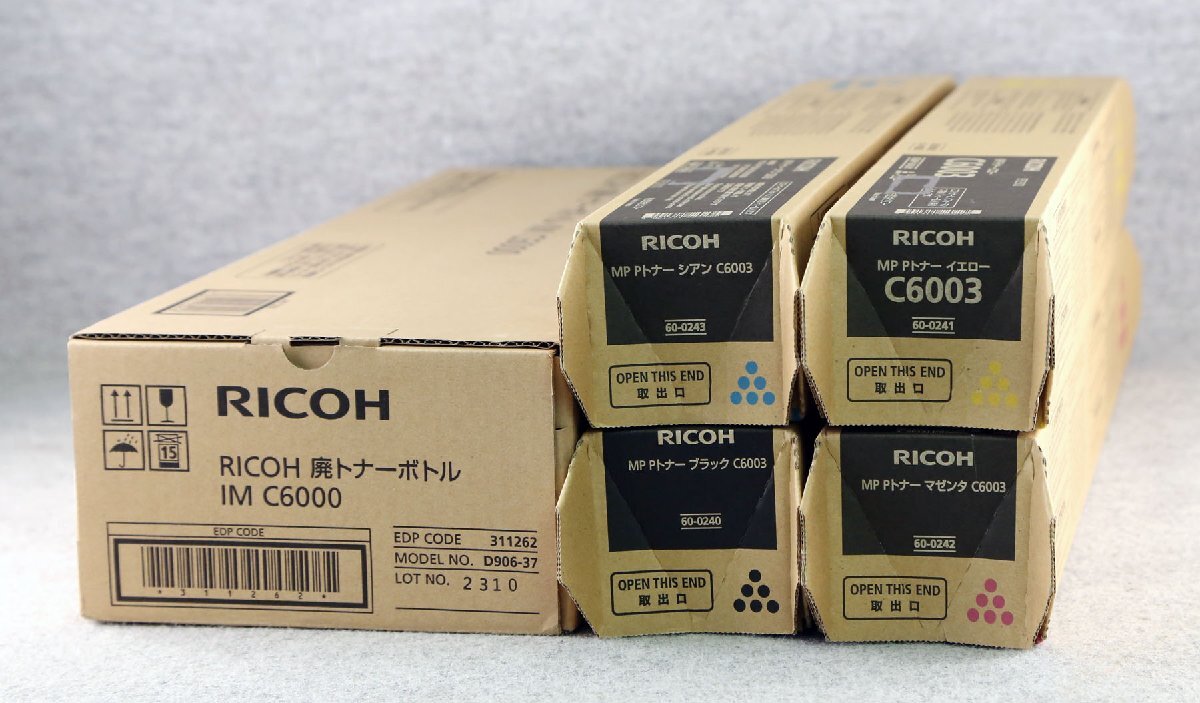 RICOH
15
RICOH 廃トナーボトル
IM C6000
EDP CODE
*311262*
EDP CODE 311262
MODEL NO. D906-37
LOT NO. 2310
RICOH
MP Pトナー シアン C6003
60-0243
OPEN THIS END
取出口
C6003
RICOH
MP Pトナー イエロー
C6003
60-0241
OPEN THIS END
取出口
RICOH
MP Pトナー ブラック C6003
60-0240
OPEN THIS END
取出口
RICOH
MP Pトナー マゼンタ C6003
60-0242
OPEN THIS END
取出口